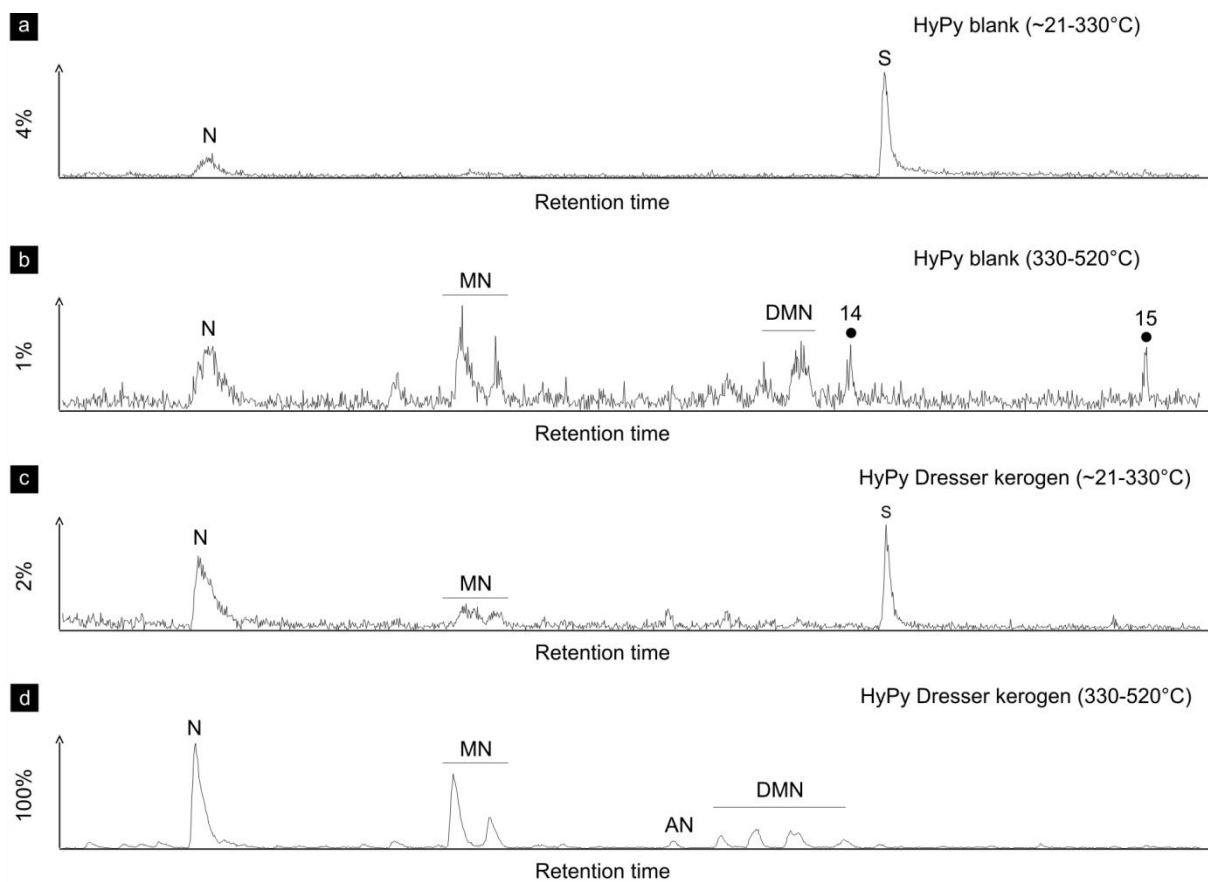 a
HyPy blank (~21-330°C)
S
N
4%
Retention time
b
HyPy blank (330-520°C)
MN
N
DMN
14
15
1%
Retention time
c
HyPy Dresser kerogen (~21-330°C)
S
N
MN
2%
Retention time
d
HyPy Dresser kerogen (330-520°C)
N
MN
AN
DMN
100%
Retention time